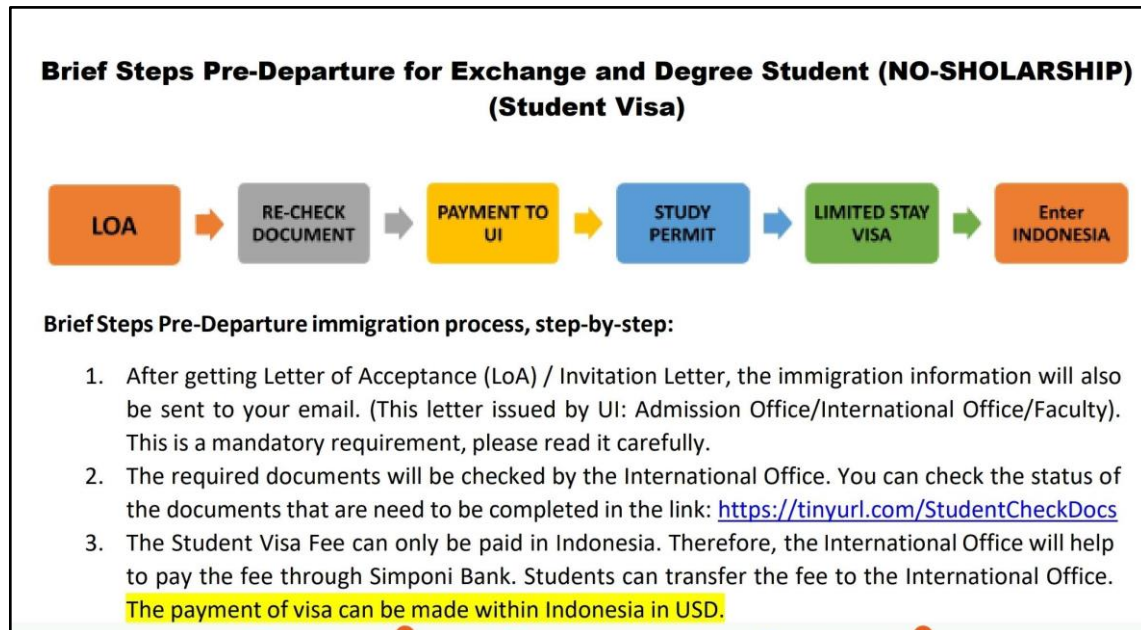 Brief Steps Pre-Departure for Exchange and Degree Student (NO-SHOLARSHIP)
(Student Visa)
LOA
RE-CHECK
DOCUMENT
PAYMENT TO
UI
STUDY
PERMIT
LIMITED STAY
VISA
Enter
INDONESIA
Brief Steps Pre-Departure immigration process, step-by-step:
1. After getting Letter of Acceptance (LoA) / Invitation Letter, the immigration information will also
be sent to your email. (This letter issued by UI: Admission Office/International Office/Faculty).
This is a mandatory requirement, please read it carefully.
2. The required documents will be checked by the International Office. You can check the status of
the documents that are need to be completed in the link: https://tinyurl.com/StudentCheckDocs
3. The Student Visa Fee can only be paid in Indonesia. Therefore, the International Office will help
to pay the fee through Simponi Bank. Students can transfer the fee to the International Office.
The payment of visa can be made within Indonesia in USD.